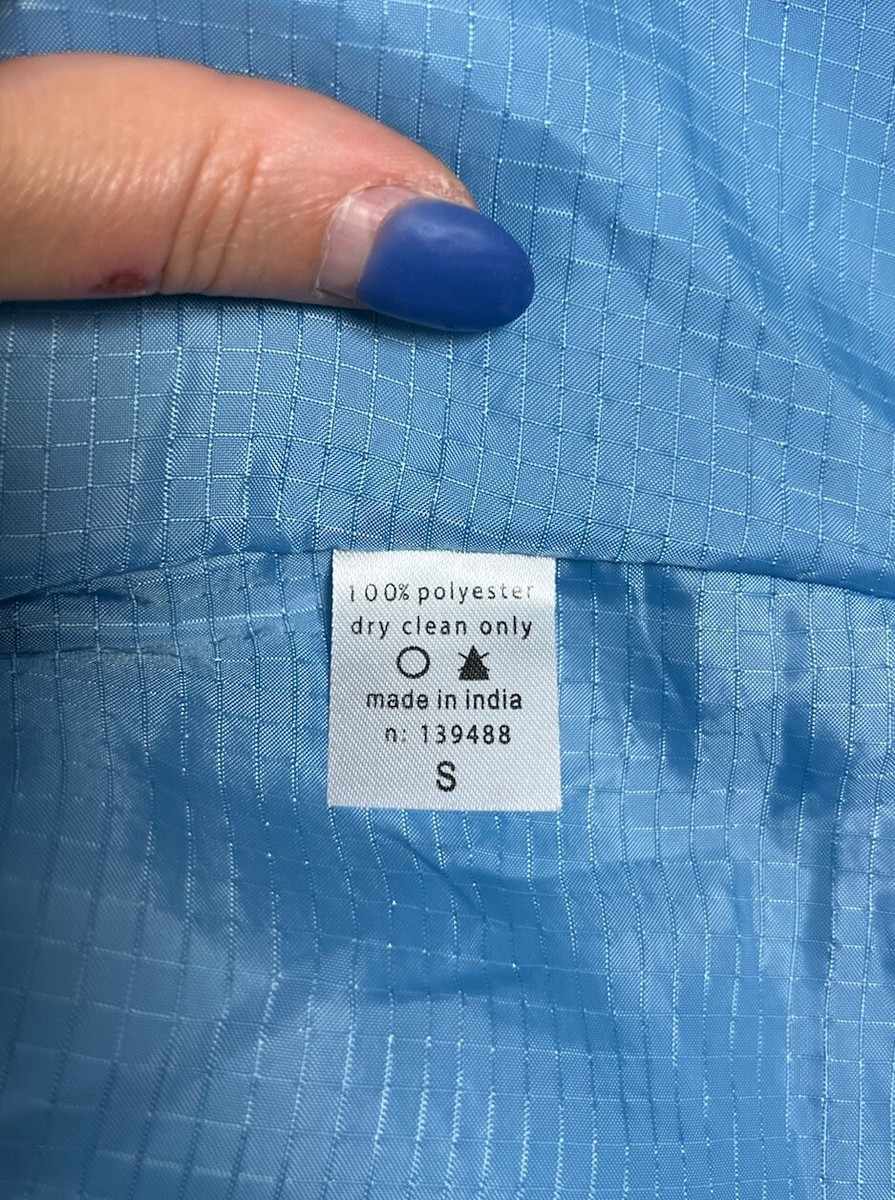 100% polyester
dry clean only
made in india
n: 139488
S